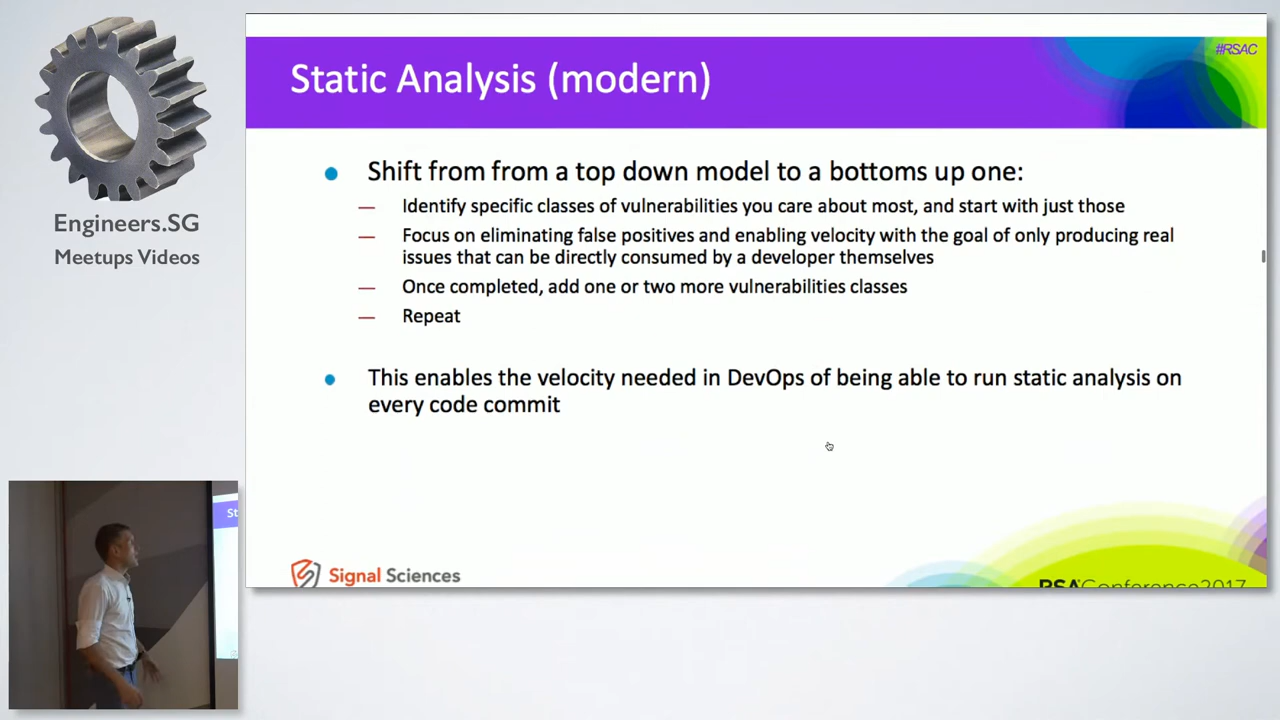 #RSAC
Static Analysis (modern)
Shift from from a top down model to a bottoms up one:
Identify specific classes of vulnerabilities you care about most, and start with just those
Focus on eliminating false positives and enabling velocity with the goal of only producing real
issues that can be directly consumed by a developer themselves
Once completed, add one or two more vulnerabilities classes
Repeat
This enables the velocity needed in DevOps of being able to run static analysis on
every code commit
Signal Sciences
RSAConference2017
Engineers.SG
Meetups Videos
St